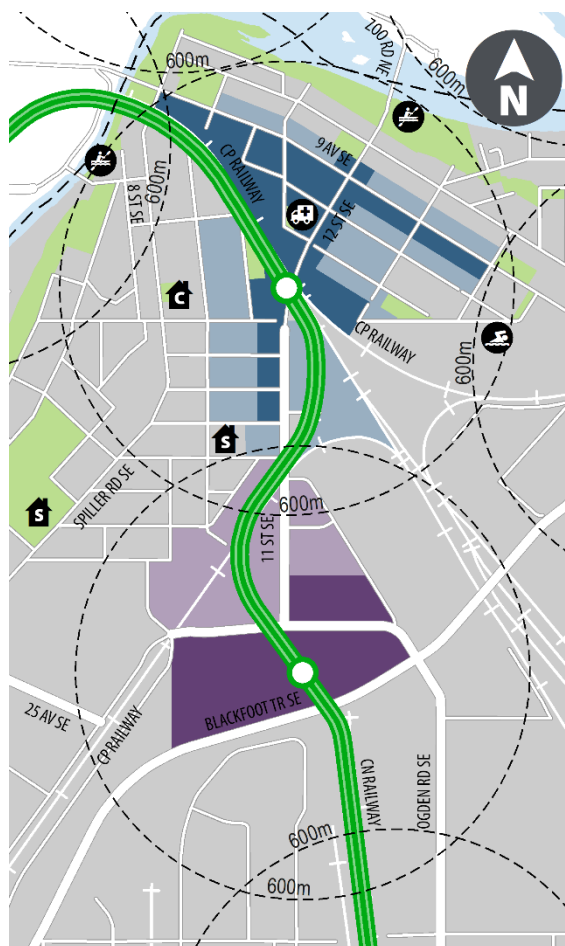 600m
ZOO RD NE
600m
N
9 AV SE
CP RAILWAY
600m
8 ST SE
12 ST SE
C
CP RAILWAY
600m
S
SPILLER RD SE
S
600m
11 ST SE
25 AV SE
CP RAILWAY
BLACKFOOT TR SE
CN RAILWAY
OGDEN RD SE
600m
600m